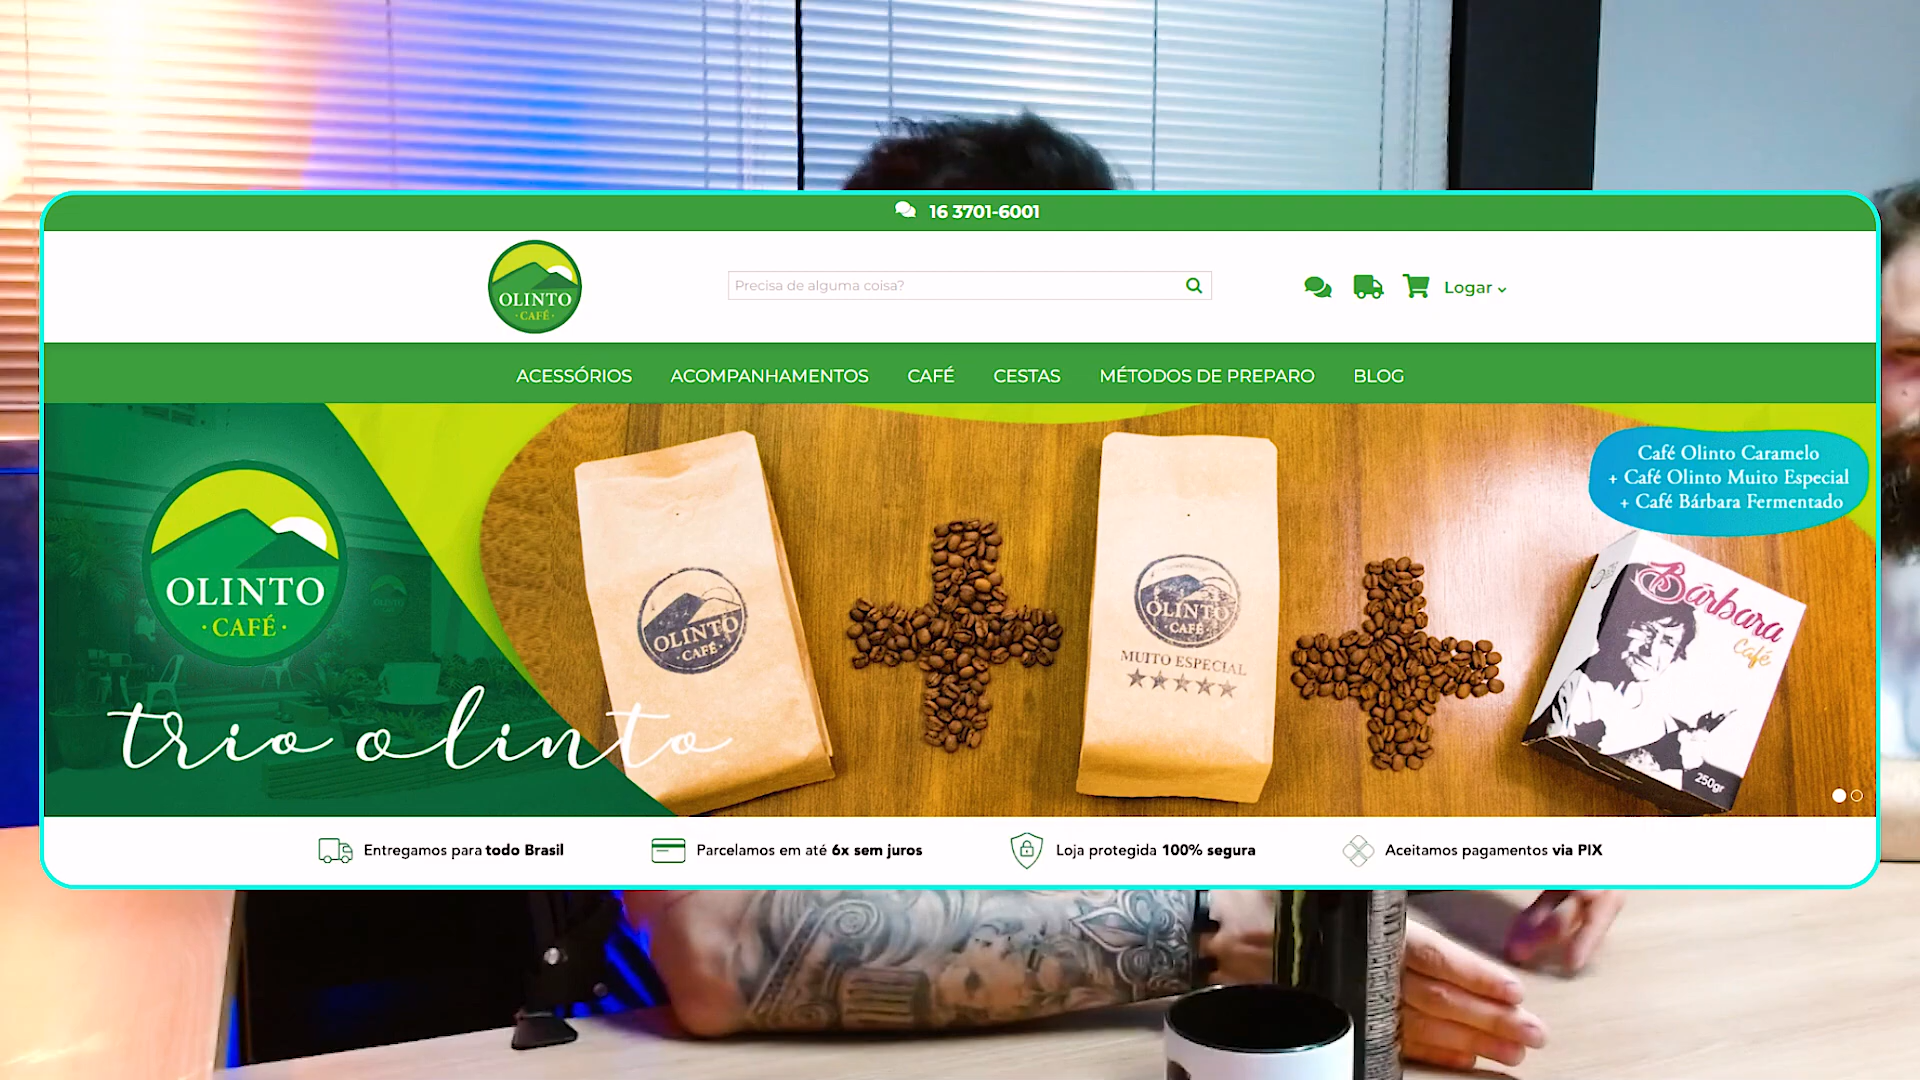 16 3701-6001
OLINTO
·CAFÉ·
Precisa de alguma coisa?
Logar
ACESSÓRIOS
ACOMPANHAMENTOS
CAFÉ
CESTAS
MÉTODOS DE PREPARO
BLOG
Café Olinto Caramelo
+ Café Olinto Muito Especial
+ Café Bárbara Fermentado
OLINTO
·CAFÉ·
trio olinto
OLINTO
·CAFÉ·
OLINTO
·CAFÉ·
MUITO ESPECIAL
Bárbara
Café
250gr
Entregamos para todo Brasil
Parcelamos em até 6x sem juros
Loja protegida 100% segura
Aceitamos pagamentos via PIX